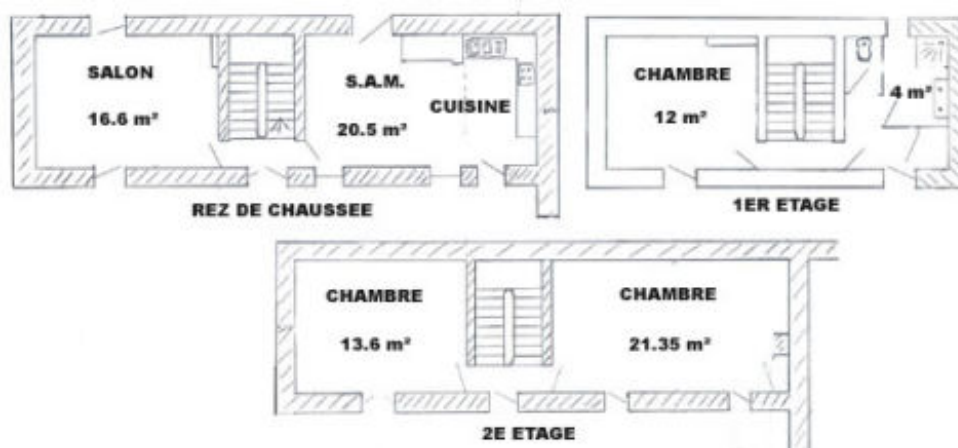 SALON
16.6 m²
S.A.M.
CUISINE
20.5 m²
REZ DE CHAUSSEE
CHAMBRE
12 m²
4 m²
1ER ETAGE
CHAMBRE
13.6 m²
CHAMBRE
21.35 m²
2E ETAGE